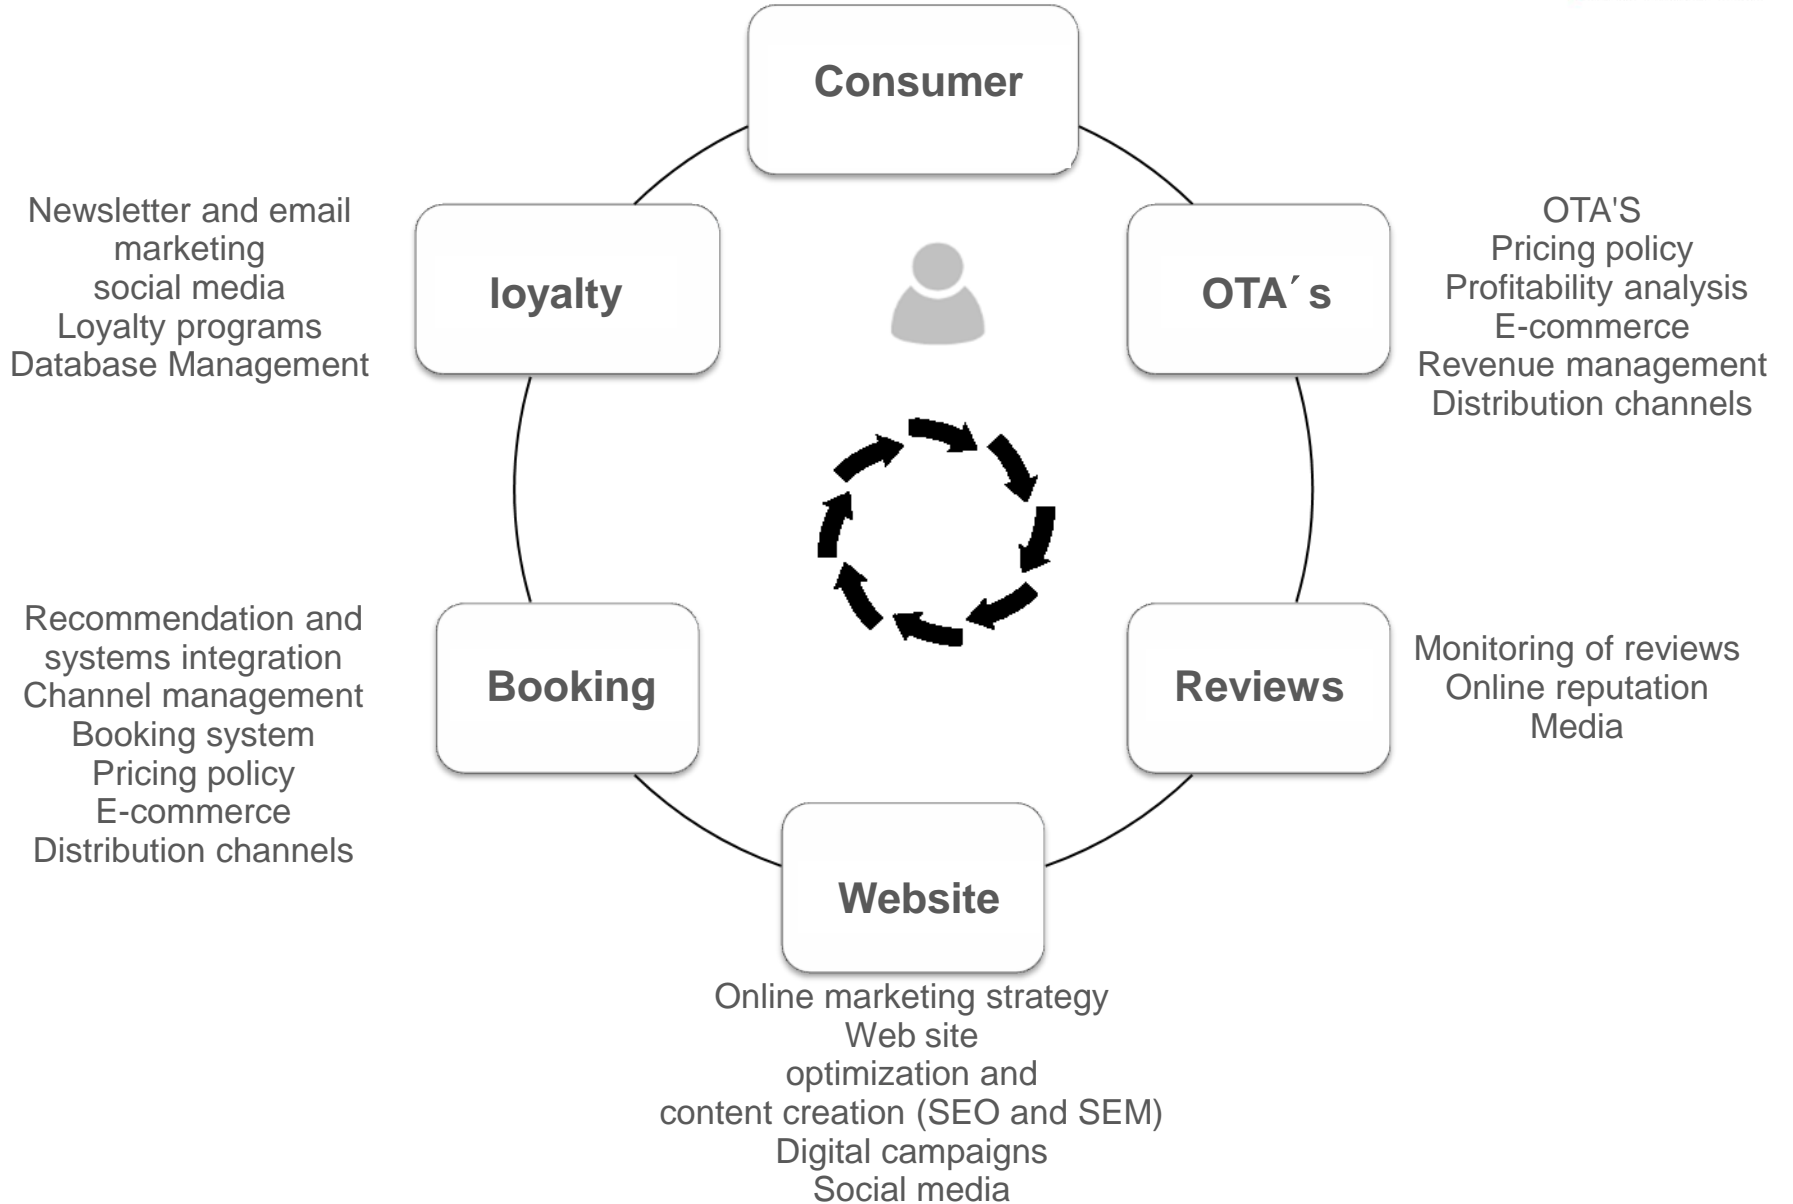 Consumer
Newsletter and email
marketing
social media
Loyalty programs
Database Management
loyalty
OTA´ s
OTA'S
Pricing policy
Profitability analysis
E-commerce
Revenue management
Distribution channels
Recommendation and
systems integration
Channel management
Booking system
Pricing policy
E-commerce
Distribution channels
Booking
Reviews
Monitoring of reviews
Online reputation
Media
Website
Online marketing strategy
Web site
optimization and
content creation (SEO and SEM)
Digital campaigns
Social media